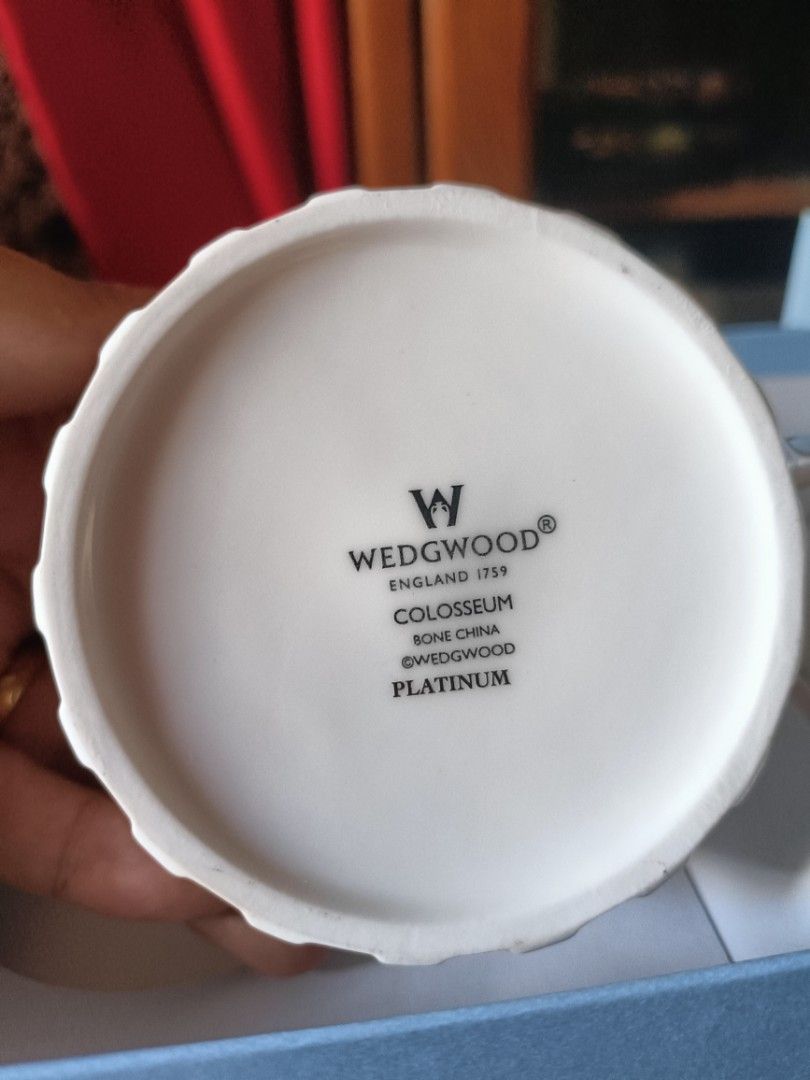 W
WEDGWOOD®
ENGLAND 1759
COLOSSEUM
BONE CHINA
©WEDGWOOD
PLATINUM